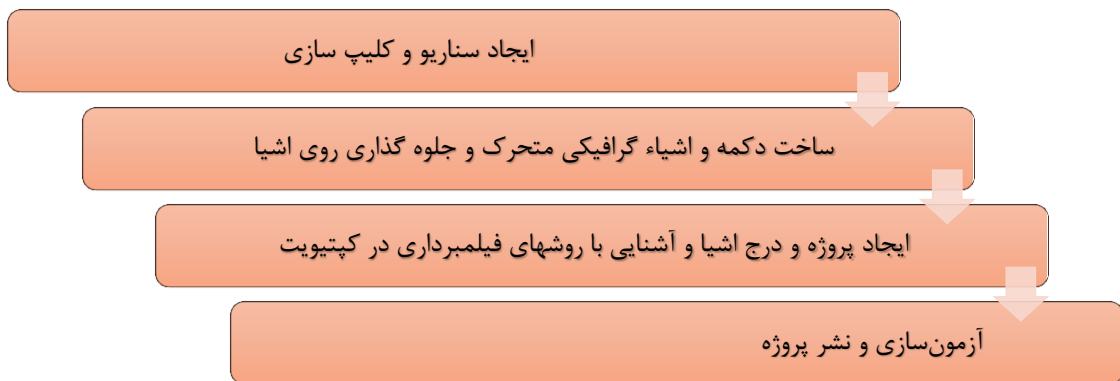 ایجاد سناریو و کلیپ سازی
ساخت دکمه و اشیاء گرافیکی متحرک و جلوه گذاری روی اشیا
ایجاد پروژه و درج اشیا و آشنایی با روشهای فیلمبرداری در کپتیویت
آزمون‌سازی و نشر پروژه